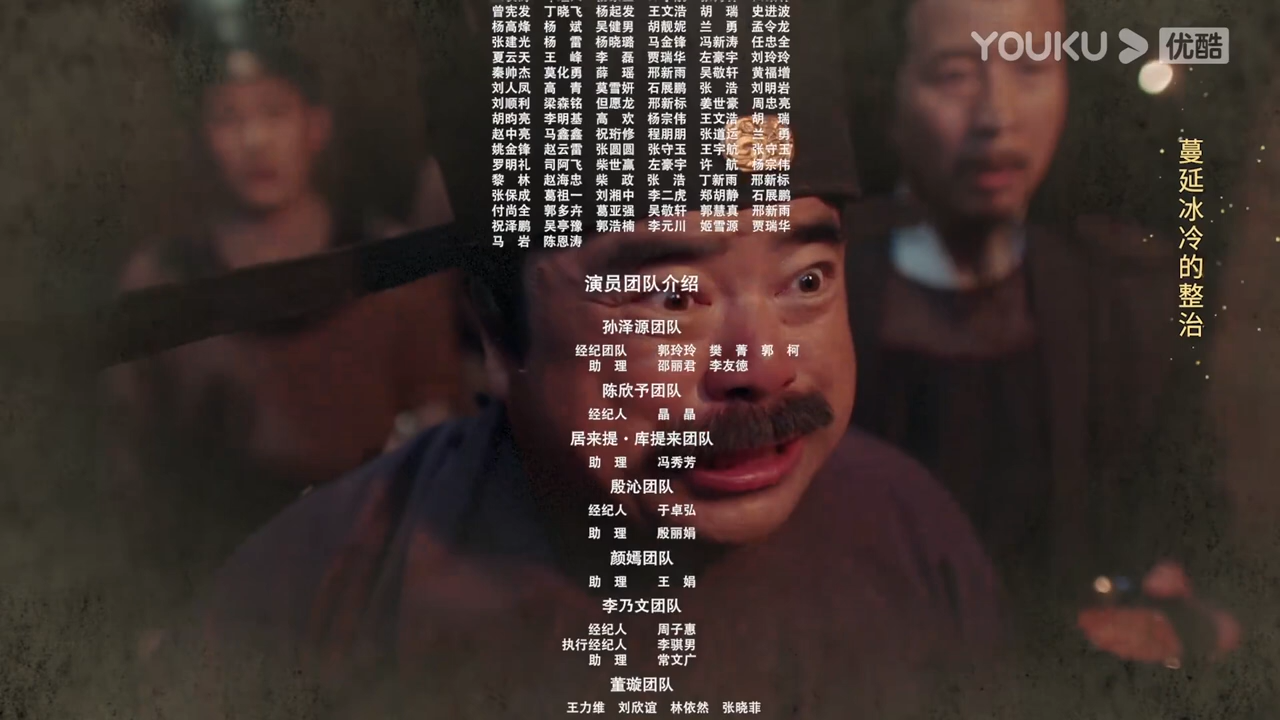 曾宪发 丁晓飞 杨起发 王文浩 胡 瑞 史进波
杨高烽 杨 斌 吴健男 胡靓妮 兰 勇 孟令龙
张建光 杨 雷 杨晓璐 马金锋 冯新涛 任忠全
夏云天 王 峰 李 磊 贾瑞华 左豪宇 刘玲玲
秦帅杰 莫化勇 薛 瑶 邢新雨 吴敬轩 黄福增
刘人凤 高 青 莫雪妍 石展鹏 张 浩 刘明岩
刘顺利 梁森铭 但愿龙 邢新标 姜世豪 周忠亮
胡昀亮 李明基 高 欢 杨宗伟 王文浩 胡 瑞
赵中亮 马鑫鑫 祝珩修 程朋朋 张道运 兰 勇
姚金锋 赵云雷 张圆圆 张守玉 王宇航 张守玉
罗明礼 司阿飞 柴世赢 左豪宇 许 航 杨宗伟
黎 林 赵海忠 柴 政 张 浩 丁新雨 邢新标
张保成 葛祖一 刘湘中 李二虎 郑胡静 石展鹏
付尚全 郭多卉 葛亚强 吴敬轩 郭慧真 邢新雨
祝泽鹏 吴亭豫 郭浩楠 李元川 姬雪源 贾瑞华
马 岩 陈恩涛
演员团队介绍
孙泽源团队
经纪团队 郭玲玲 樊 菁 郭 柯
助 理 邵丽君 李友德
陈欣予团队
经纪人 晶 晶
居来提·库提来团队
助 理 冯秀芳
殷沁团队
经纪人 于卓弘
助 理 殷丽娟
颜嫣团队
助 理 王 娟
李乃文团队
经纪人 周子惠
执行经纪人 李骐男
助 理 常文广
董璇团队
王力维 刘欣谊 林依然 张晓菲
YOUKU 优酷
蔓延冰冷的整治